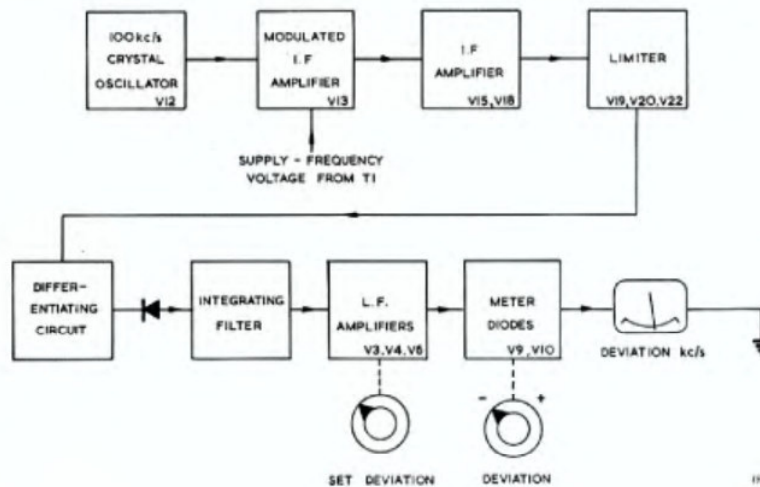 100kc/s
CRYSTAL
OSCILLATOR
V12
MODULATED
I.F
AMPLIFIER
V13
I.F
AMPLIFIER
V15,V18
LIMITER
V19,V20,V22
SUPPLY-FREQUENCY
VOLTAGE FROM T1
DIFFER-
ENTIATING
CIRCUIT
INTEGRATING
FILTER
L.F.
AMPLIFIERS
V3,V4,V6
METER
DIODES
V9,V10
DEVIATION kc/s
- +
SET DEVIATION
DEVIATION